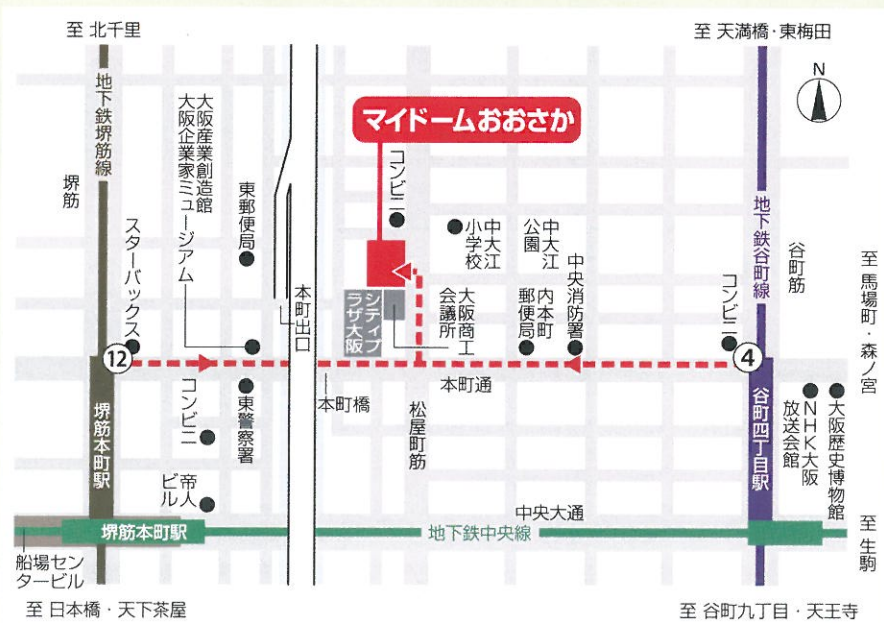 至 北千里
至 天満橋・東梅田
N
マイドームおおさか
地下鉄堺筋線
堺筋
大阪産業創造館
大阪企業家ミュージアム
東郵便局
スターバックス
本町出口
コンビニ
中大江
小学校
中大江
公園
シティプ
ラザ大阪
大阪商工
会議所
内本町
郵便局
中央消防署
コンビニ
地下鉄谷町線
谷町筋
至 馬場町・森ノ宮
12
4
本町通
本町橋
松屋町筋
堺筋本町駅
コンビニ
東警察署
帝人
ビル
谷町四丁目駅
NHK大阪
放送会館
大阪歴史博物館
中央大通
堺筋本町駅
地下鉄中央線
至 生駒
船場セン
タービル
至 日本橋・天下茶屋
至 谷町九丁目・天王寺